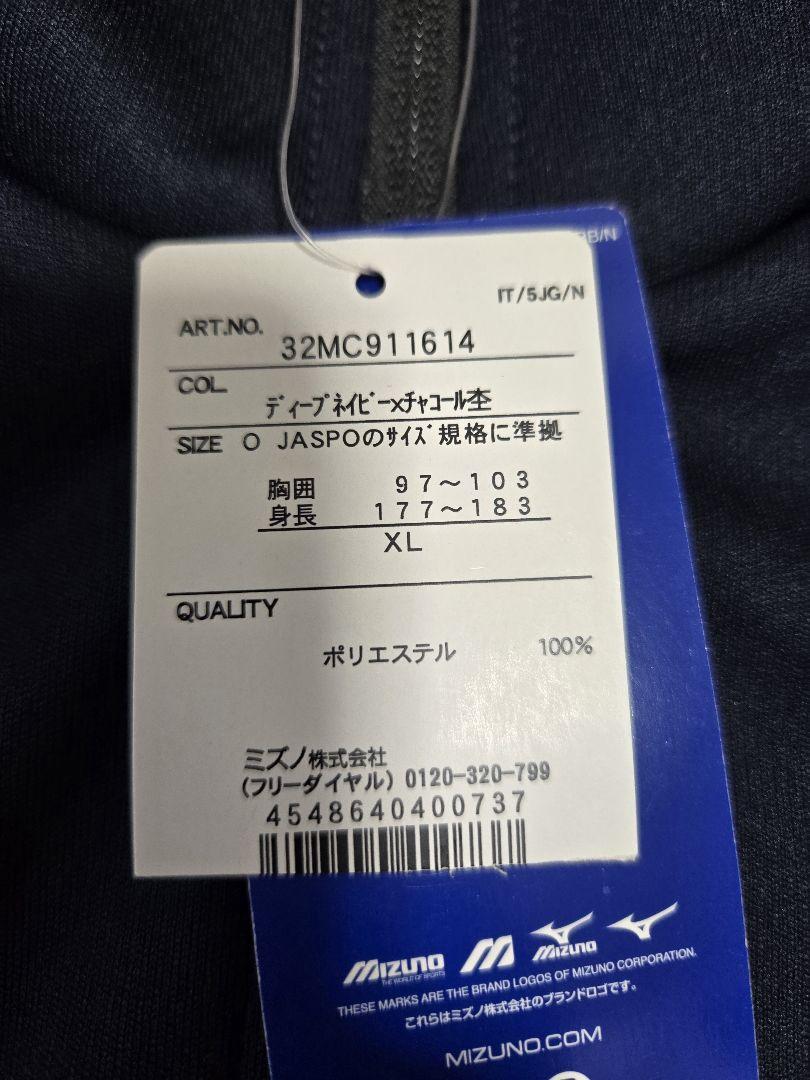 BB/N
IT/5JG/N
ART.NO. 32MC911614
COL. ディープネイビー×チャコール杢
SIZE O JASPOのサイズ規格に準拠
胸囲 97～103
身長 177～183
XL
QUALITY
ポリエステル 100%
ミズノ株式会社
(フリーダイヤル) 0120-320-799
4548640400737
MIZUNO
THE WORLD OF SPORTS
MIZUNO
THESE MARKS ARE THE BRAND LOGOS OF MIZUNO CORPORATION.
これらはミズノ株式会社のブランドロゴです。
MIZUNO.COM